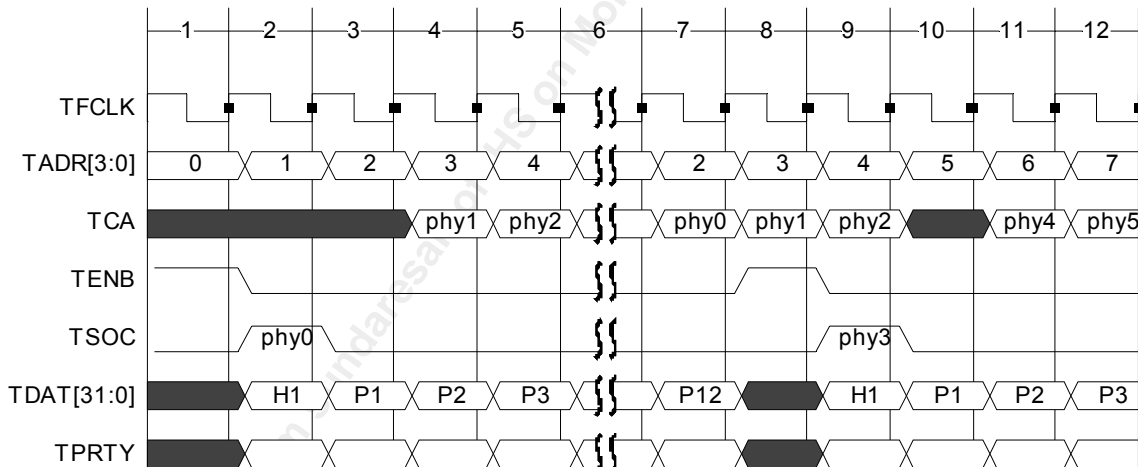 1 2 3 4 5 6 7 8 9 10 11 12
TFCLK
TADR[3:0] 0 1 2 3 4 2 3 4 5 6 7
TCA phy1 phy2 phy0 phy1 phy2 phy4 phy5
TENB
TSOC phy0 phy3
TDAT[31:0] H1 P1 P2 P3 P12 H1 P1 P2 P3
TPRTY